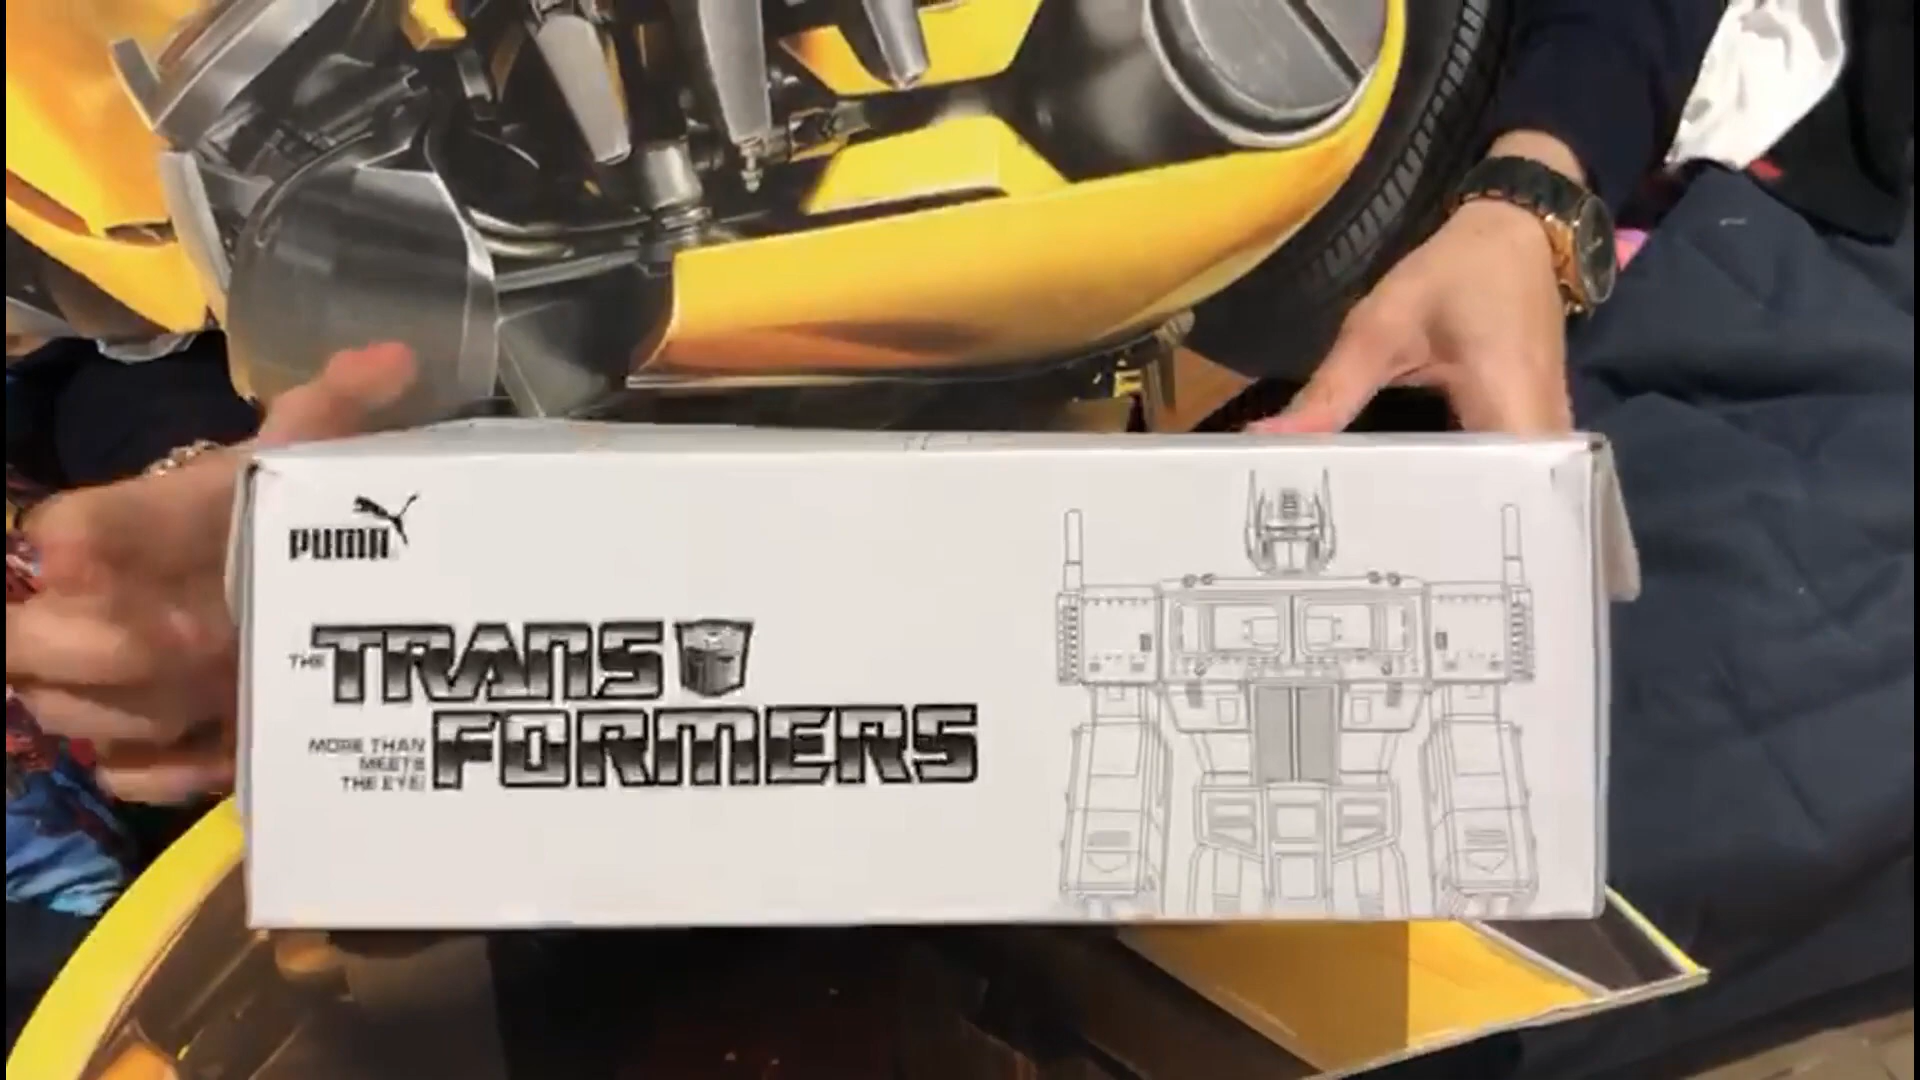 PUMA
THE TRANS
FORMERS
MORE THAN
MEETS
THE EYE!